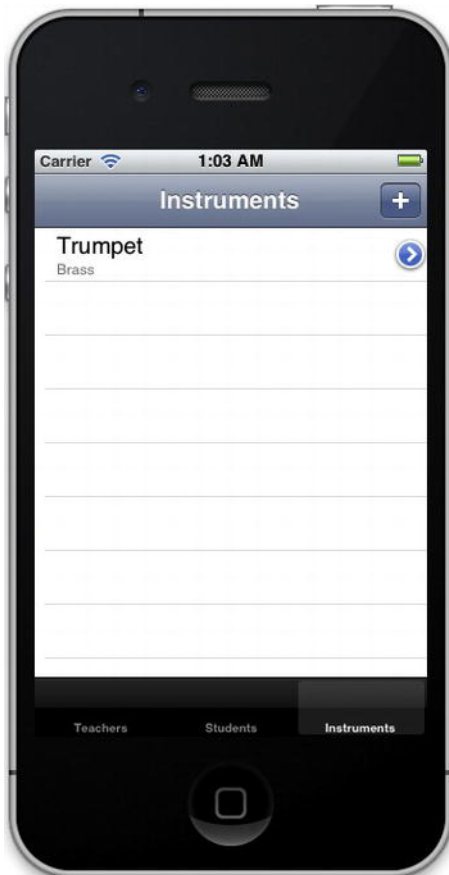 Carrier 1:03 AM
Instruments +
Trumpet
Brass
Teachers Students Instruments